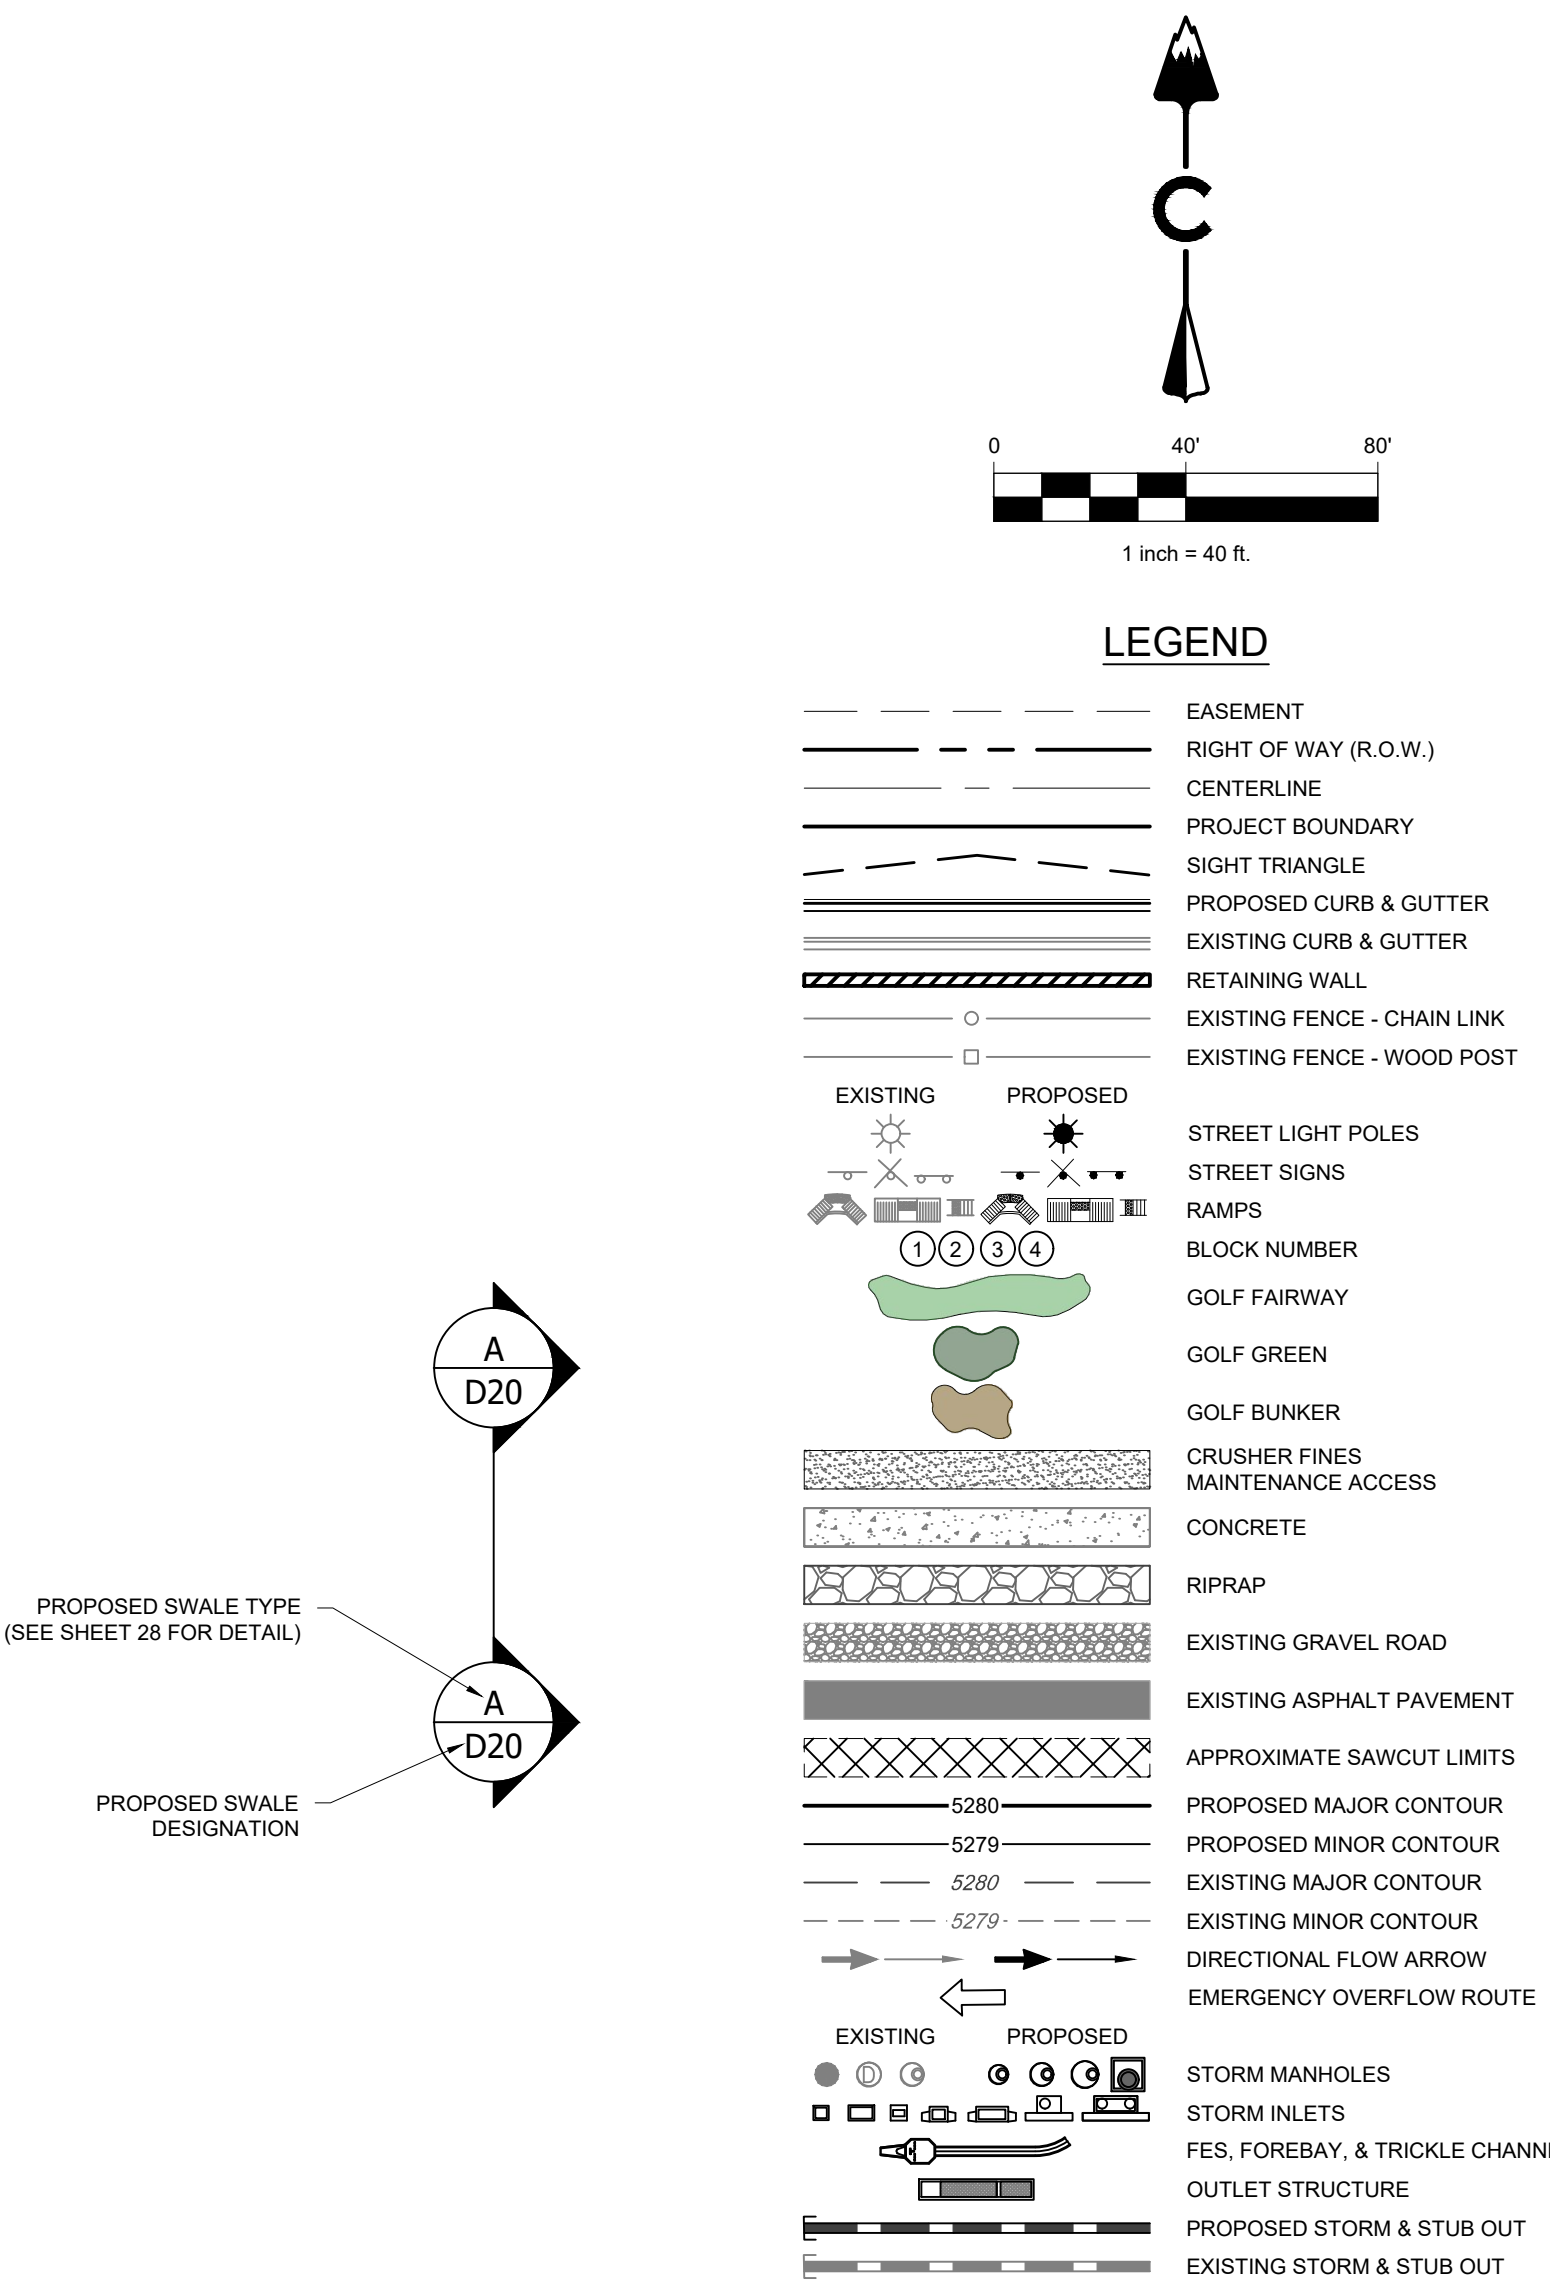 C
0 40' 80'
1 inch = 40 ft.
LEGEND
EASEMENT
RIGHT OF WAY (R.O.W.)
CENTERLINE
PROJECT BOUNDARY
SIGHT TRIANGLE
PROPOSED CURB & GUTTER
EXISTING CURB & GUTTER
RETAINING WALL
EXISTING FENCE - CHAIN LINK
EXISTING FENCE - WOOD POST
EXISTING PROPOSED
STREET LIGHT POLES
STREET SIGNS
RAMPS
1 2 3 4 BLOCK NUMBER
GOLF FAIRWAY
GOLF GREEN
GOLF BUNKER
CRUSHER FINES
MAINTENANCE ACCESS
CONCRETE
RIPRAP
EXISTING GRAVEL ROAD
EXISTING ASPHALT PAVEMENT
APPROXIMATE SAWCUT LIMITS
5280 PROPOSED MAJOR CONTOUR
5279 PROPOSED MINOR CONTOUR
5280 EXISTING MAJOR CONTOUR
5279 EXISTING MINOR CONTOUR
DIRECTIONAL FLOW ARROW
EMERGENCY OVERFLOW ROUTE
EXISTING PROPOSED
D STORM MANHOLES
STORM INLETS
FES, FOREBAY, & TRICKLE CHANN
OUTLET STRUCTURE
PROPOSED STORM & STUB OUT
EXISTING STORM & STUB OUT
A
D20
PROPOSED SWALE TYPE
(SEE SHEET 28 FOR DETAIL)
A
D20
PROPOSED SWALE
DESIGNATION